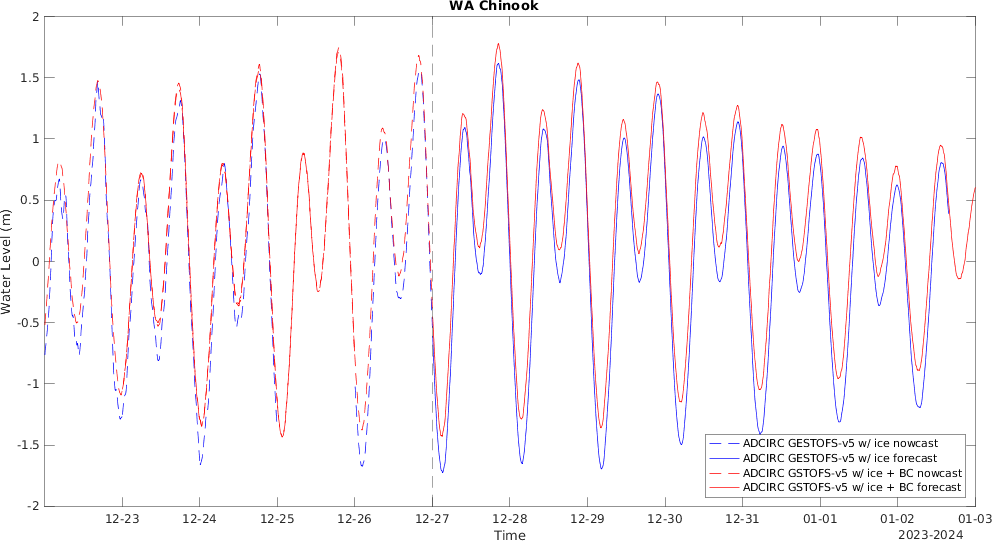 WA Chinook
2
1.5
1
0.5
0
-0.5
-1
-1.5
-2
Water Level (m)
12-23 12-24 12-25 12-26 12-27 12-28 12-29 12-30 12-31 01-01 01-02 01-03
Time
2023-2024
ADCIRC GESTOFS-v5 w/ ice nowcast
ADCIRC GESTOFS-v5 w/ ice forecast
ADCIRC GSTOFS-v5 w/ ice + BC nowcast
ADCIRC GSTOFS-v5 w/ ice + BC forecast